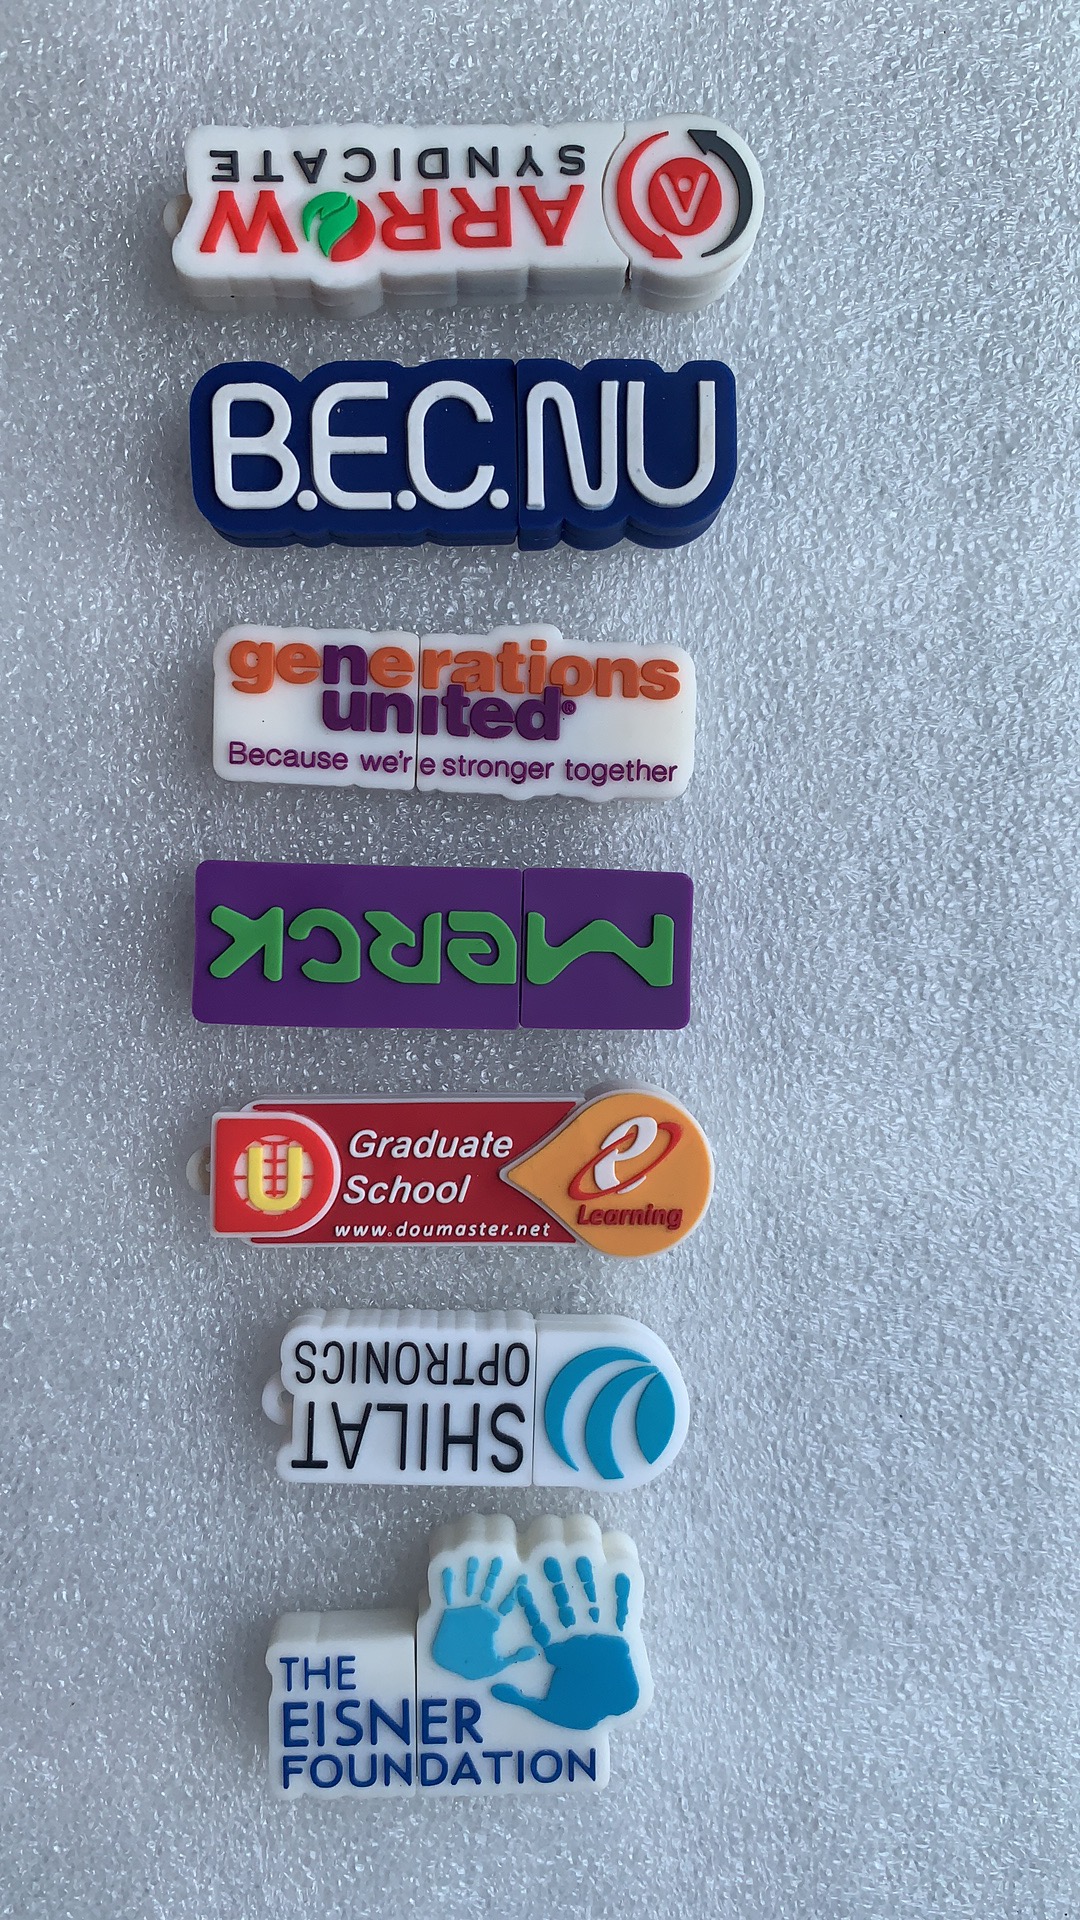 ARROW
SYNDICATE
A
B.E.C.NU
generations
united®
Because we're stronger together
MERCK
U
Graduate
School
www.doumaster.net
e
Learning
SHILAT
OPTRONICS
THE
EISNER
FOUNDATION